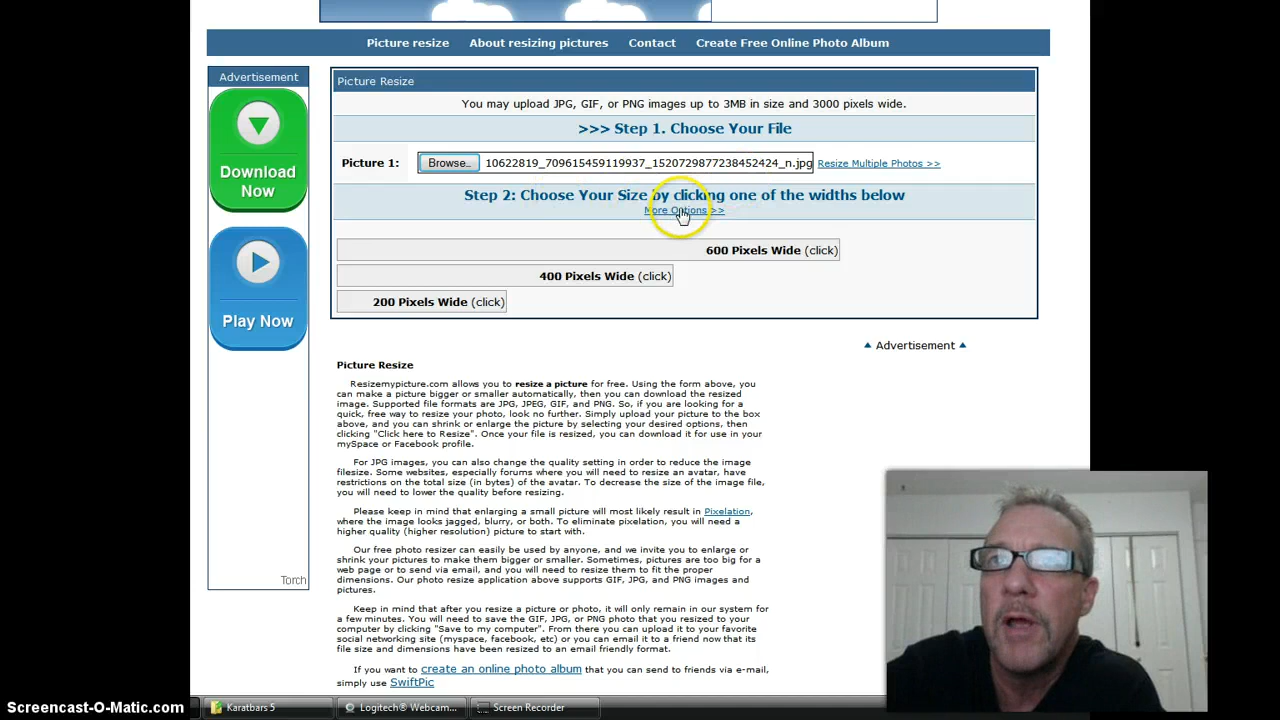 Picture resize About resizing pictures Contact Create Free Online Photo Album
Advertisement
Download
Now
Play Now
Torch
Picture Resize
You may upload JPG, GIF, or PNG images up to 3MB in size and 3000 pixels wide.
>>> Step 1. Choose Your File
Picture 1: Browse... 10622819_709615459119937_1520729877238452424_n.jpg Resize Multiple Photos >>
Step 2: Choose Your Size by clicking one of the widths below
More Options >>
600 Pixels Wide (click)
400 Pixels Wide (click)
200 Pixels Wide (click)
Advertisement
Picture Resize
Resizemypicture.com allows you to resize a picture for free. Using the form above, you
can make a picture bigger or smaller automatically, then you can download the resized
image. Supported file formats are JPG, JPEG, GIF, and PNG. So, if you are looking for a
quick, free way to resize your photo, look no further. Simply upload your picture to the box
above, and you can shrink or enlarge the picture by selecting your desired options, then
clicking "Click here to Resize". Once your file is resized, you can download it for use in your
mySpace or Facebook profile.
For JPG images, you can also change the quality setting in order to reduce the image
filesize. Some websites, especially forums where you will need to resize an avatar, have
restrictions on the total size (in bytes) of the avatar. To decrease the size of the image file,
you will need to lower the quality before resizing.
Please keep in mind that enlarging a small picture will most likely result in Pixelation,
where the image looks jagged, blurry, or both. To eliminate pixelation, you will need a
higher quality (higher resolution) picture to start with.
Our free photo resizer can easily be used by anyone, and we invite you to enlarge or
shrink your pictures to make them bigger or smaller. Sometimes, pictures are too big for a
web page or to send via email, and you will need to resize them to fit the proper
dimensions. Our photo resize application above supports GIF, JPG, and PNG images and
pictures.
Keep in mind that after you resize a picture or photo, it will only remain in our system for
a few minutes. You will need to save the GIF, JPG, or PNG photo that you resized to your
computer by clicking "Save to my computer". From there you can upload it to your favorite
social networking site (myspace, facebook, etc) or you can email it to a friend now that its
file size and dimensions have been resized to an email friendly format.
If you want to create an online photo album that you can send to friends via e-mail,
simply use SwiftPic
Screencast-O-Matic.com Karatbars 5 Logitech® Webcam... Screen Recorder